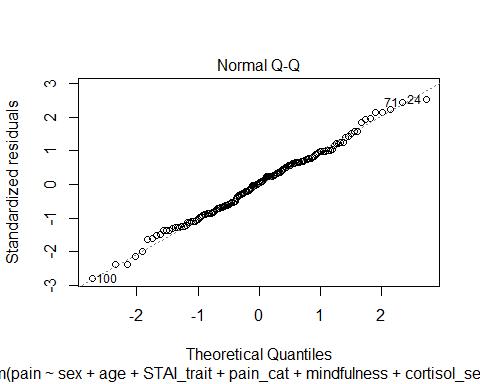 Normal Q-Q
3
2
1
0
-1
-2
-3
Standardized residuals
71
24
100
-2 -1 0 1 2
Theoretical Quantiles
m(pain ~ sex + age + STAI_trait + pain_cat + mindfulness + cortisol_se